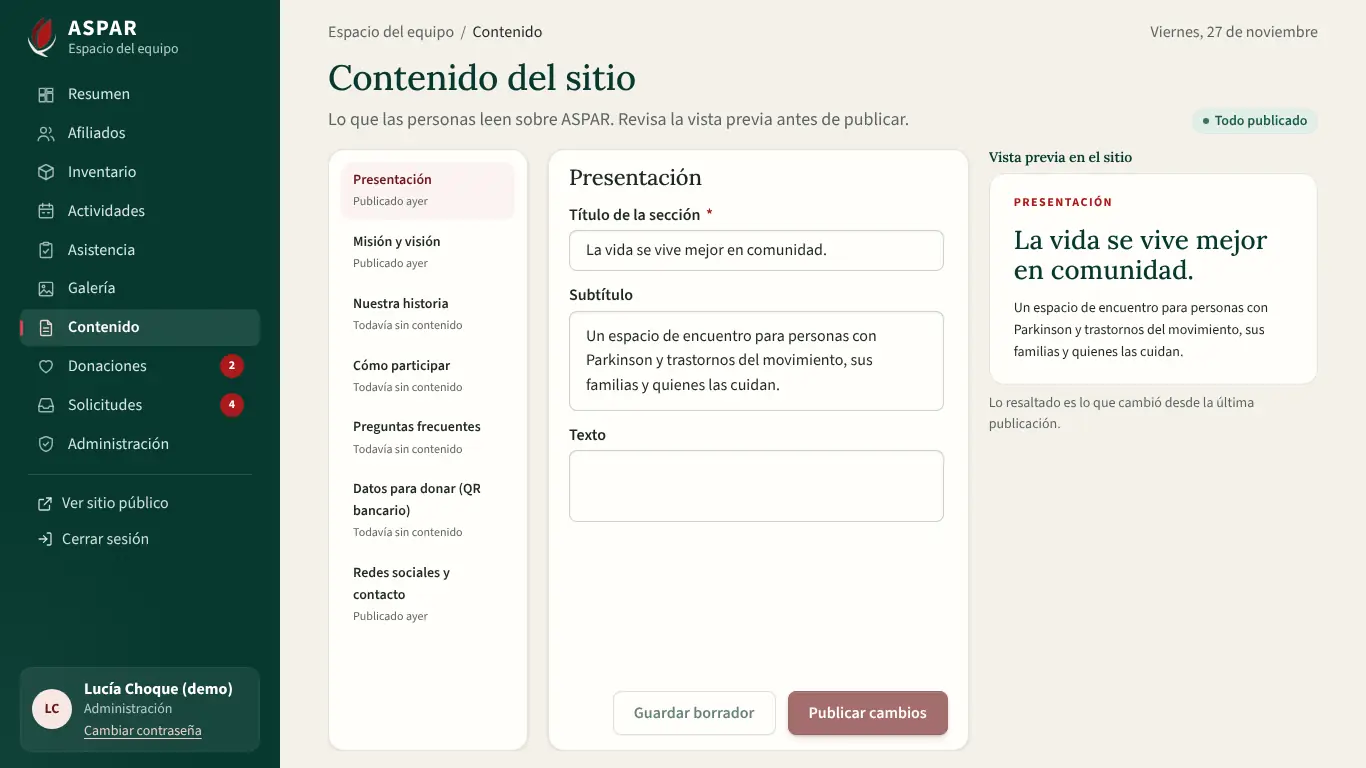 ASPAR
Espacio del equipo
Resumen
Afiliados
Inventario
Actividades
Asistencia
Galería
Contenido
Donaciones 2
Solicitudes 4
Administración
Ver sitio público
Cerrar sesión
LC
Lucía Choque (demo)
Administración
Cambiar contraseña
Espacio del equipo / Contenido
Viernes, 27 de noviembre
Contenido del sitio
Lo que las personas leen sobre ASPAR. Revisa la vista previa antes de publicar.
Todo publicado
Presentación
Publicado ayer
Misión y visión
Publicado ayer
Nuestra historia
Todavía sin contenido
Cómo participar
Todavía sin contenido
Preguntas frecuentes
Todavía sin contenido
Datos para donar (QR
bancario)
Todavía sin contenido
Redes sociales y
contacto
Publicado ayer
Presentación
Título de la sección *
La vida se vive mejor en comunidad.
Subtítulo
Un espacio de encuentro para personas con
Parkinson y trastornos del movimiento, sus
familias y quienes las cuidan.
Texto
Guardar borrador
Publicar cambios
Vista previa en el sitio
PRESENTACIÓN
La vida se vive mejor
en comunidad.
Un espacio de encuentro para personas con
Parkinson y trastornos del movimiento, sus
familias y quienes las cuidan.
Lo resaltado es lo que cambió desde la última
publicación.